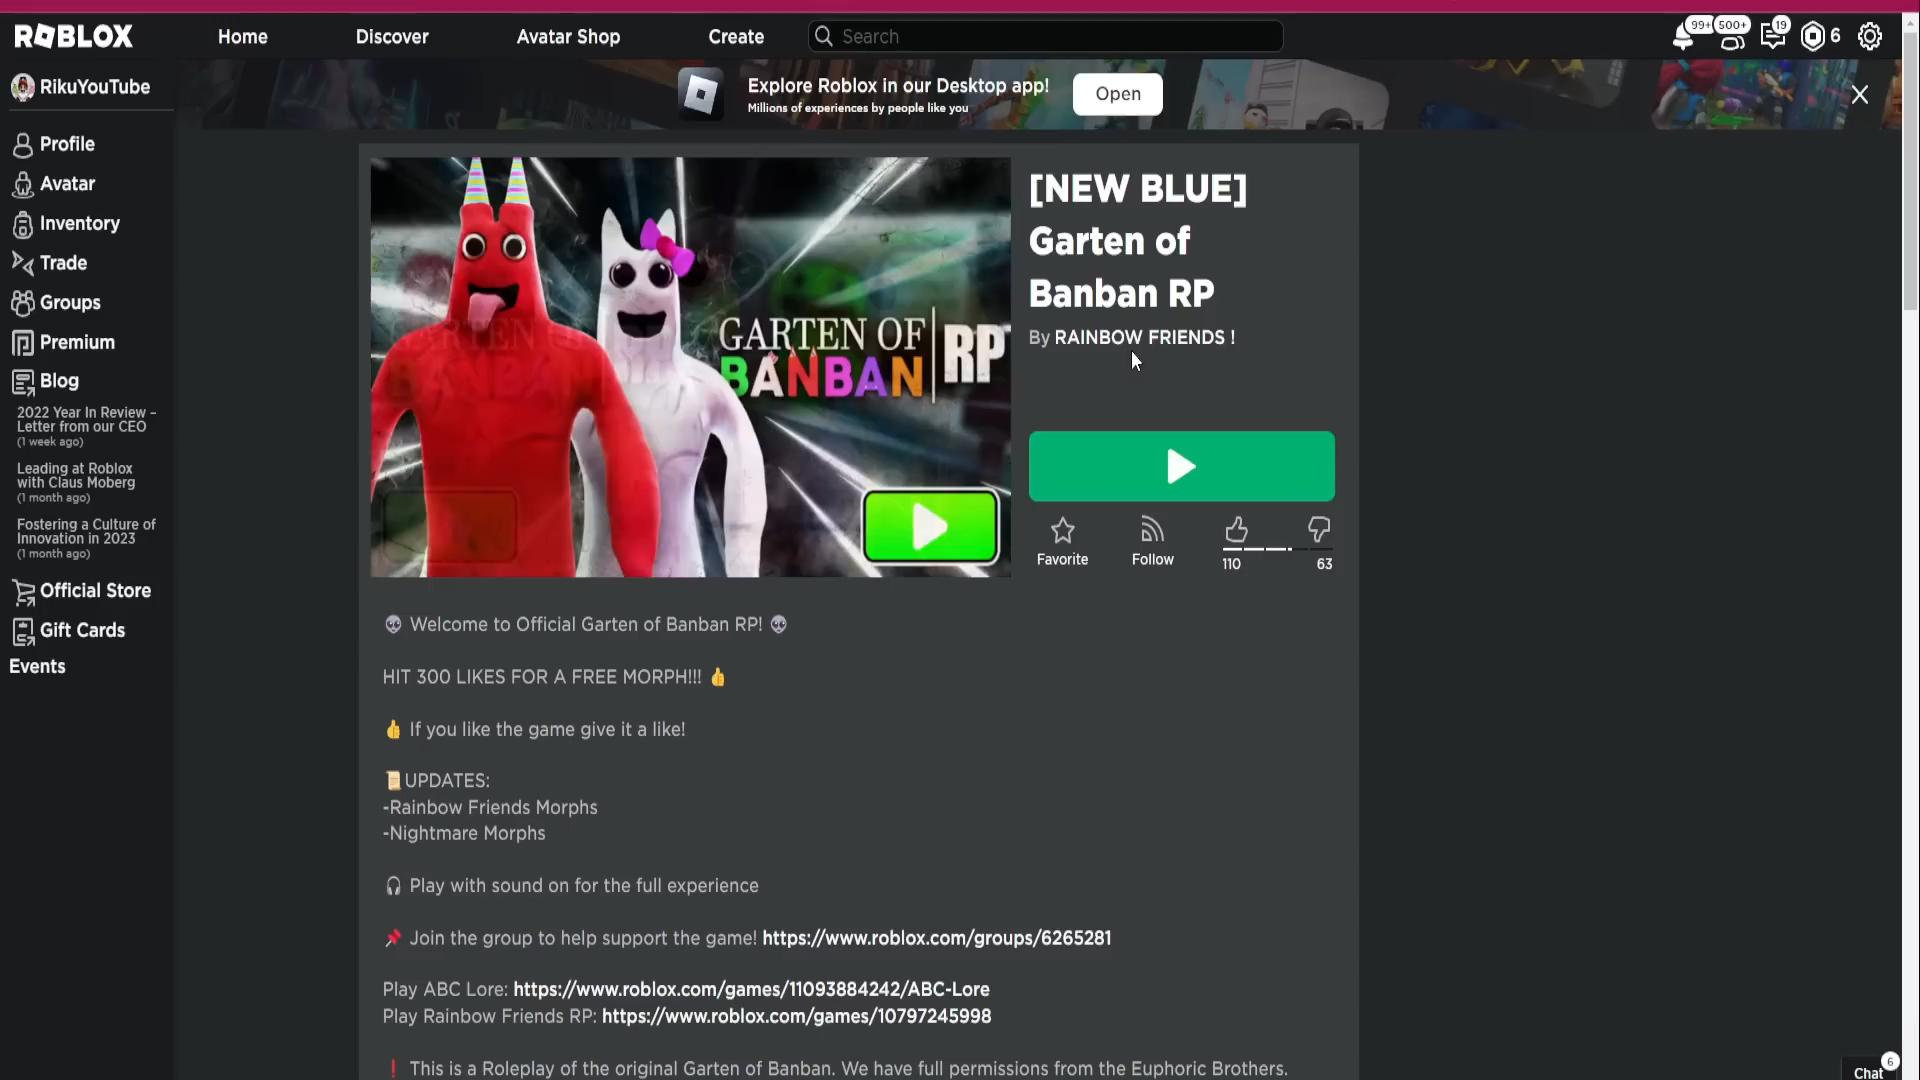 ROBLOX
Home
Discover
Avatar Shop
Create
Search
99+
500+
19
6
RikuYouTube
Explore Roblox in our Desktop app!
Millions of experiences by people like you
Open
Profile
Avatar
Inventory
Trade
Groups
Premium
Blog
2022 Year In Review -
Letter from our CEO
(1 week ago)
Leading at Roblox
with Claus Moberg
(1 month ago)
Fostering a Culture of
Innovation in 2023
(1 month ago)
Official Store
Gift Cards
Events
GARTEN OF
BANBAN
RP
[NEW BLUE]
Garten of
Banban RP
By RAINBOW FRIENDS !
Favorite
Follow
110
63
👽 Welcome to Official Garten of Banban RP! 👽
HIT 300 LIKES FOR A FREE MORPH!!! 👍
👍 If you like the game give it a like!
📜UPDATES:
-Rainbow Friends Morphs
-Nightmare Morphs
🎧 Play with sound on for the full experience
📌 Join the group to help support the game! https://www.roblox.com/groups/6265281
Play ABC Lore: https://www.roblox.com/games/11093884242/ABC-Lore
Play Rainbow Friends RP: https://www.roblox.com/games/10797245998
❗ This is a Roleplay of the original Garten of Banban. We have full permissions from the Euphoric Brothers.
Chat
6